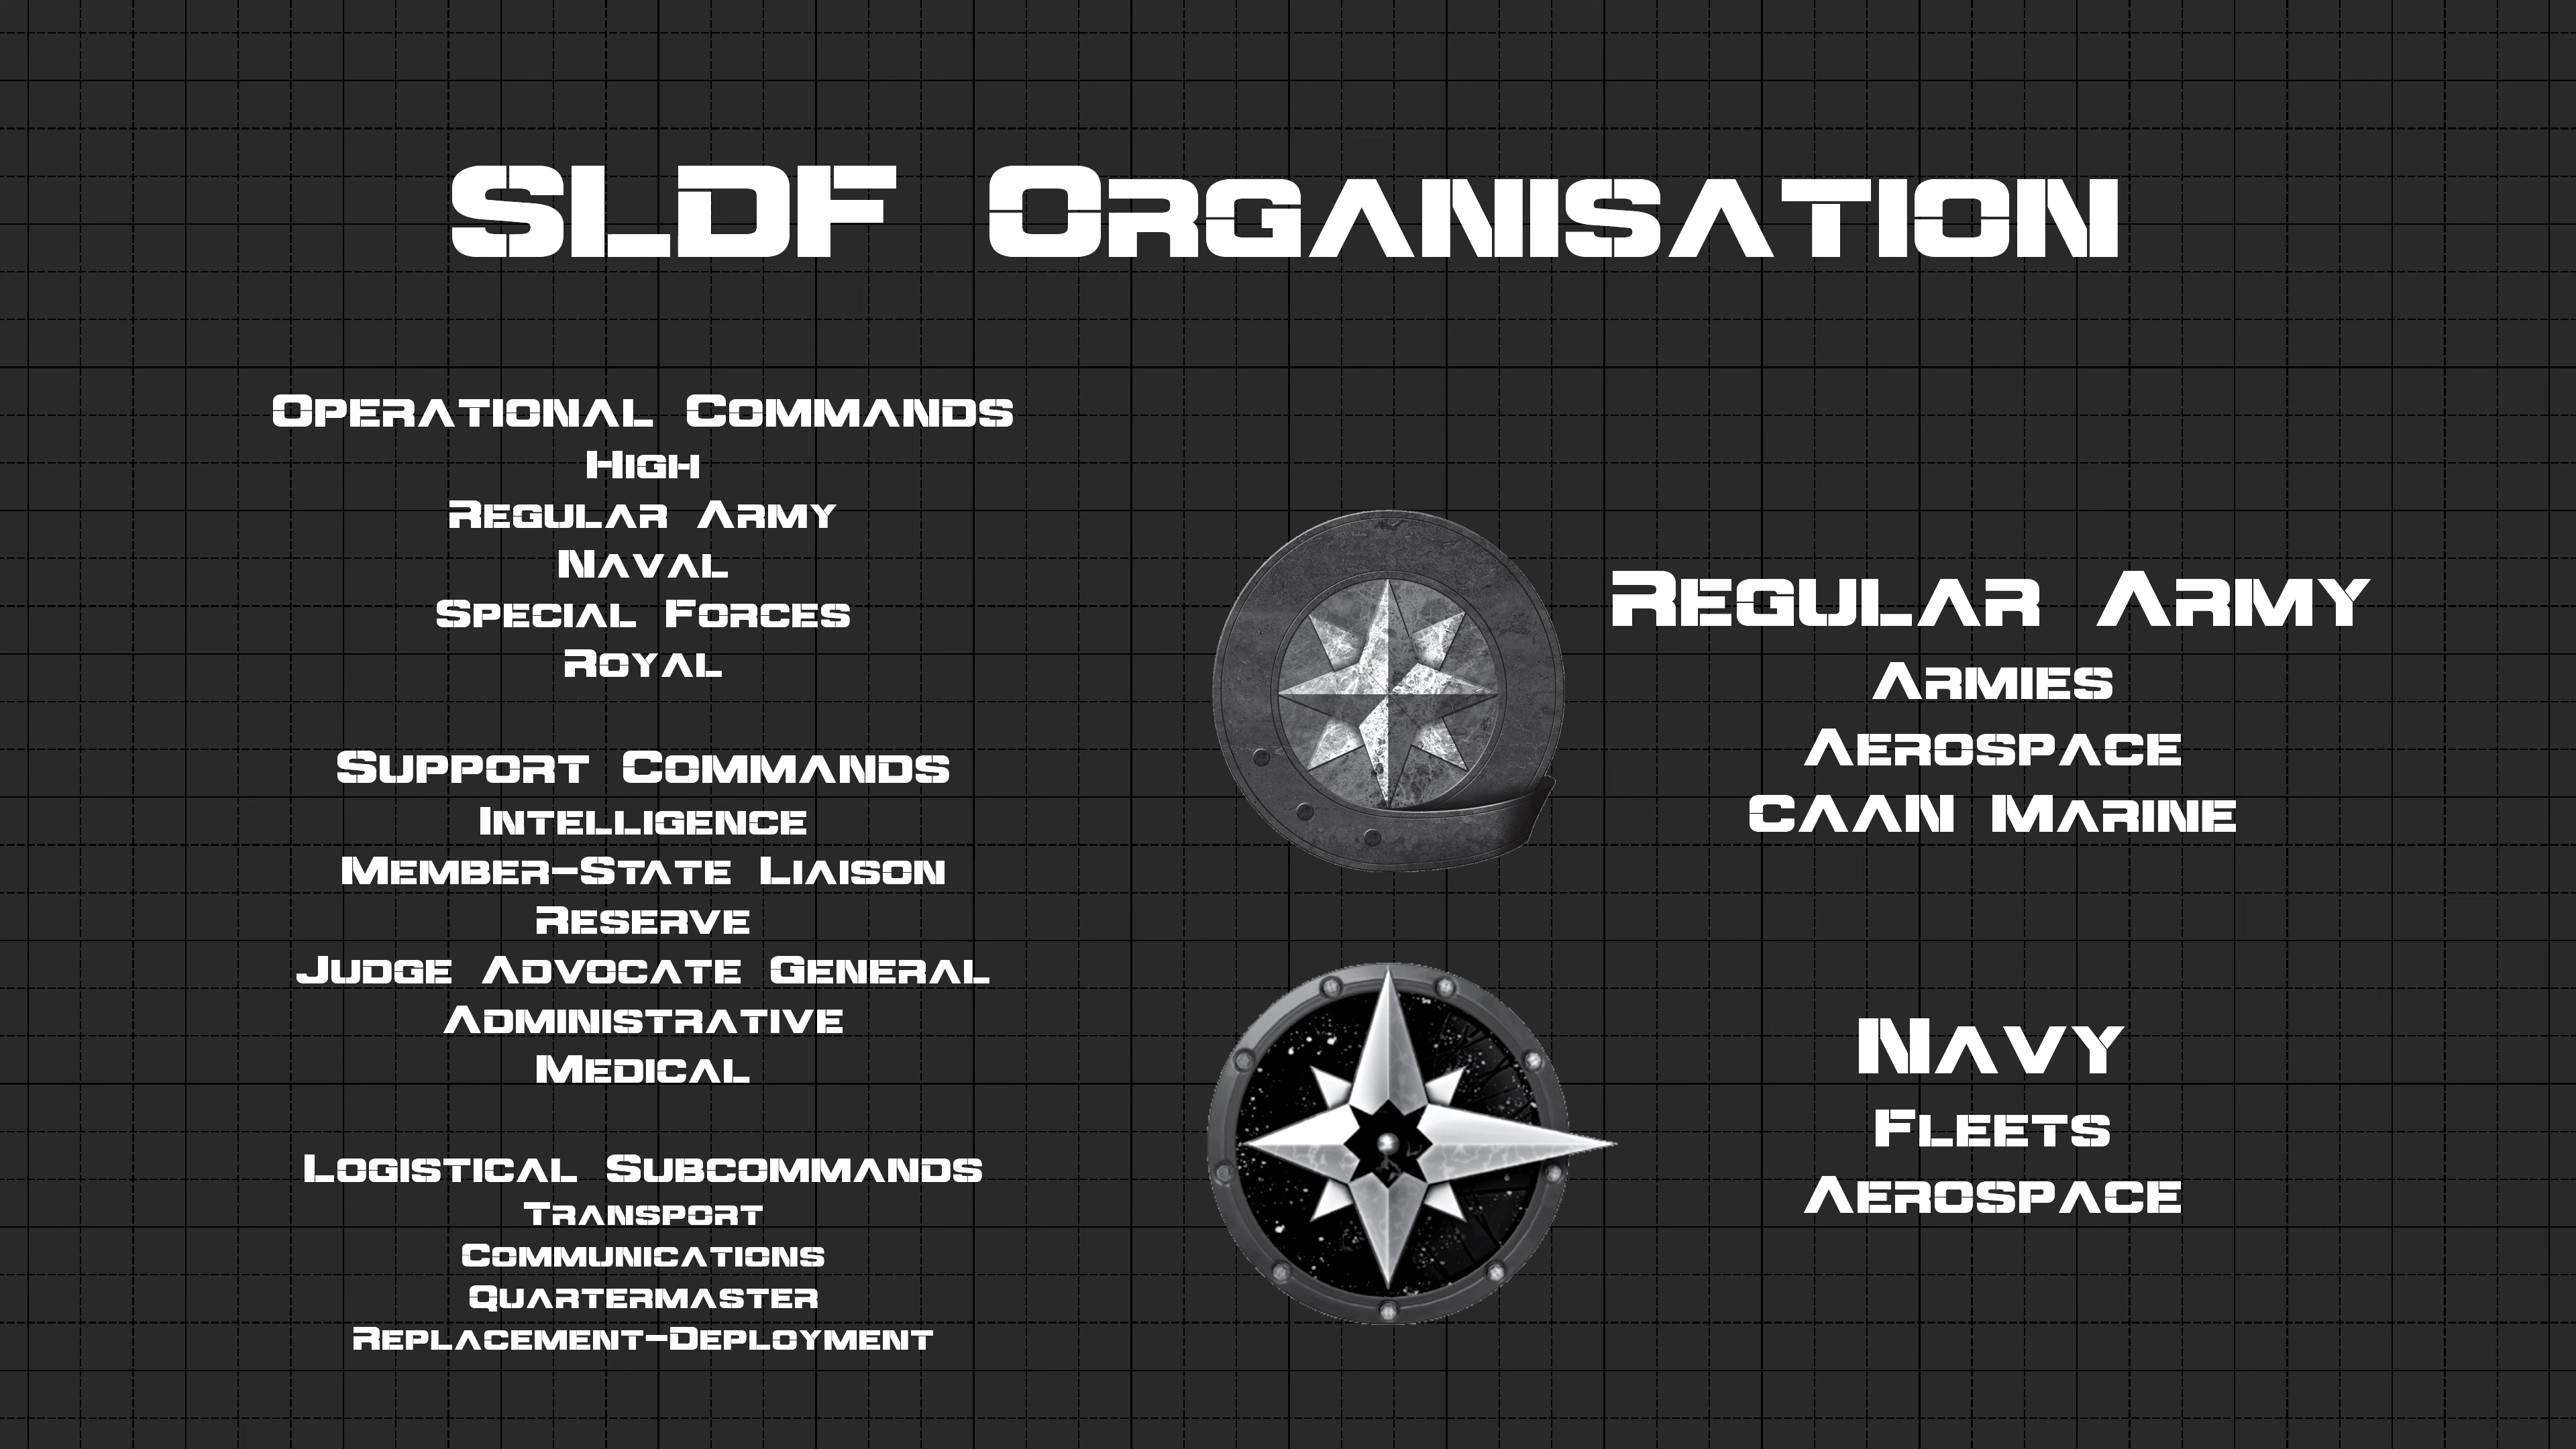 SLDF Organisation
Operational Commands
High
Regular Army
Naval
Special Forces
Royal
Support Commands
Intelligence
Member-State Liaison
Reserve
Judge Advocate General
Administrative
Medical
Logistical Subcommands
Transport
Communications
Quartermaster
Replacement-Deployment
Regular Army
Armies
Aerospace
CAAN Marine
Navy
Fleets
Aerospace